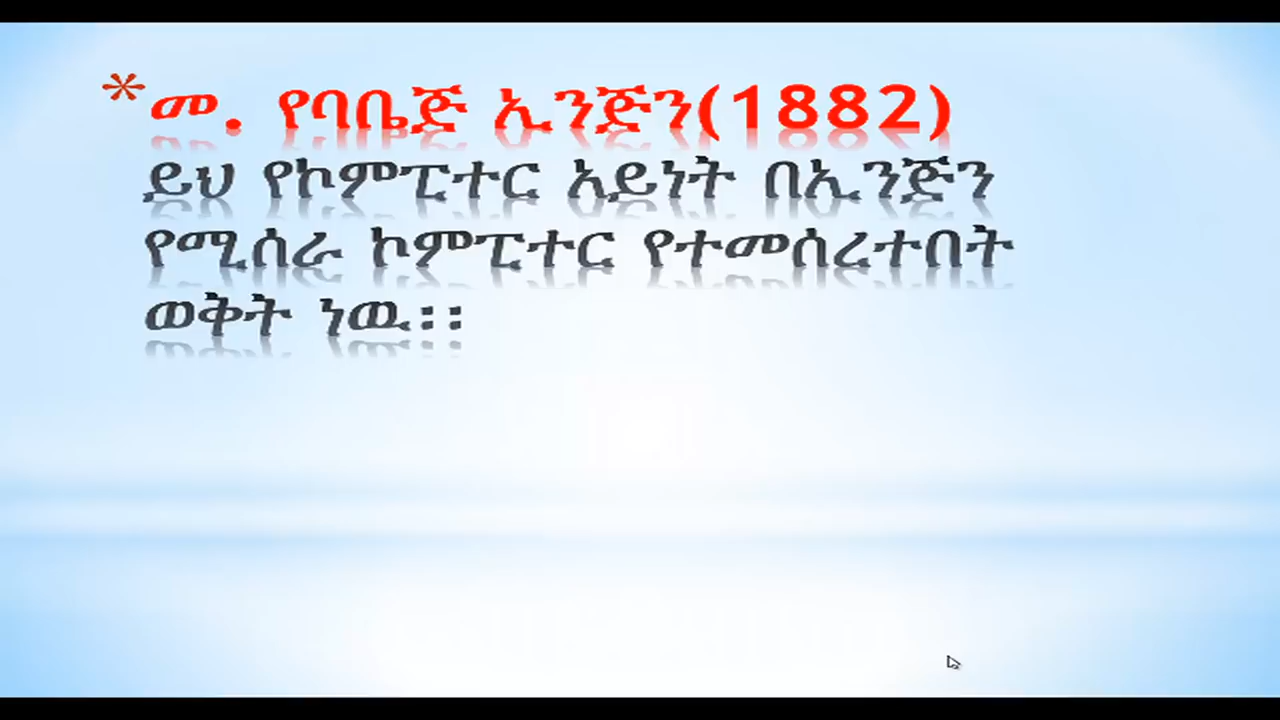 * መ. የባቤጅ ኢንጅን(1882)
ይህ የኮምፒተር አይነት በኢንጅን
የሚሰራ ኮምፒተር የተመሰረተበት
ወቅት ነዉ፡፡